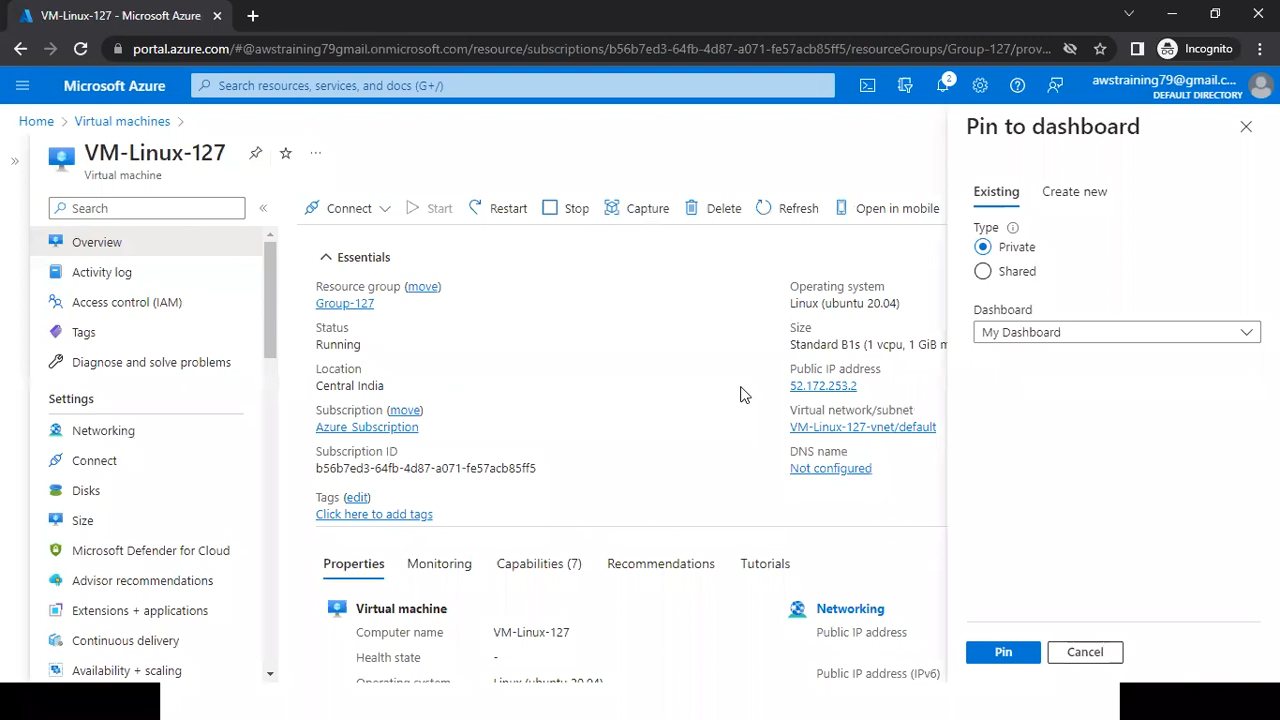 VM-Linux-127 - Microsoft Azure
portal.azure.com/#@awstraining79gmail.onmicrosoft.com/resource/subscriptions/b56b7ed3-64fb-4d87-a071-fe57acb85ff5/resourceGroups/Group-127/prov...
Incognito
Microsoft Azure
Search resources, services, and docs (G+/)
2
awstraining79@gmail.c...
DEFAULT DIRECTORY
Home > Virtual machines >
VM-Linux-127
Virtual machine
Search
Overview
Activity log
Access control (IAM)
Tags
Diagnose and solve problems
Settings
Networking
Connect
Disks
Size
Microsoft Defender for Cloud
Advisor recommendations
Extensions + applications
Continuous delivery
Availability + scaling
Connect Start Restart Stop Capture Delete Refresh Open in mobile
Essentials
Resource group (move)
Group-127
Status
Running
Location
Central India
Subscription (move)
Azure Subscription
Subscription ID
b56b7ed3-64fb-4d87-a071-fe57acb85ff5
Tags (edit)
Click here to add tags
Operating system
Linux (ubuntu 20.04)
Size
Standard B1s (1 vcpu, 1 GiB m
Public IP address
52.172.253.2
Virtual network/subnet
VM-Linux-127-vnet/default
DNS name
Not configured
Properties Monitoring Capabilities (7) Recommendations Tutorials
Virtual machine
Computer name VM-Linux-127
Health state -
Operating system Linux (ubuntu 20.04)
Networking
Public IP address
Public IP address (IPv6)
Pin to dashboard
Existing Create new
Type
Private
Shared
Dashboard
My Dashboard
Pin Cancel